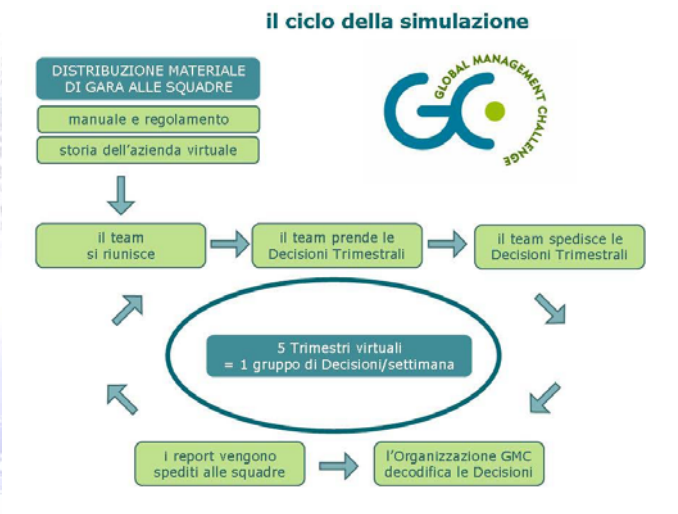 il ciclo della simulazione
DISTRIBUZIONE MATERIALE
DI GARA ALLE SQUADRE
manuale e regolamento
storia dell'azienda virtuale
GLOBAL MANAGEMENT CHALLENGE
il team
si riunisce
il team prende le
Decisioni Trimestrali
il team spedisce le
Decisioni Trimestrali
5 Trimestri virtuali
= 1 gruppo di Decisioni/settimana
i report vengono
spediti alle squadre
l'Organizzazione GMC
decodifica le Decisioni